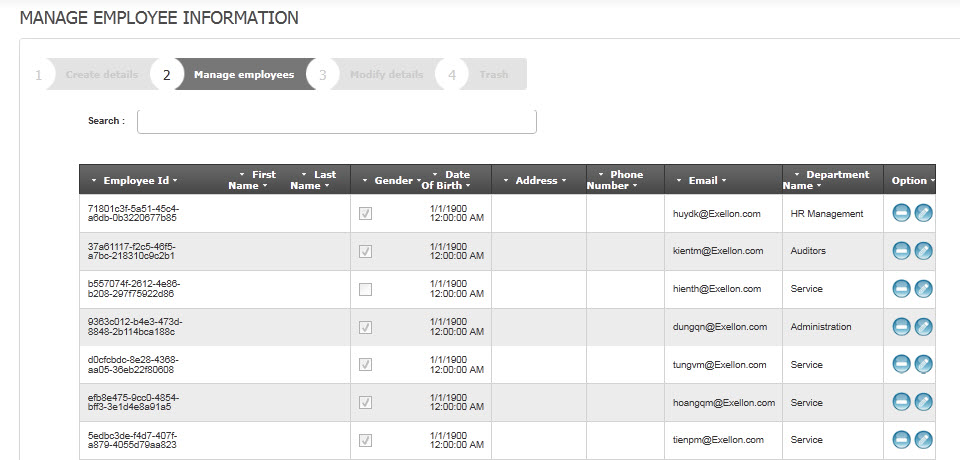 MANAGE EMPLOYEE INFORMATION
1 Create details 2 Manage employees 3 Modify details 4 Trash
Search :
Employee Id First Name Last Name Gender Date Of Birth Address Phone Number Email Department Name Option
71801c3f-5a51-45c4-
a6db-0b3220677b85
1/1/1900
12:00:00 AM
huydk@Exellon.com
HR Management
37a61117-f2c5-46f5-
a7bc-218310c9c2b1
1/1/1900
12:00:00 AM
kientm@Exellon.com
Auditors
b557074f-2612-4e86-
b208-297f75922d86
1/1/1900
12:00:00 AM
hienth@Exellon.com
Service
9363c012-b4e3-473d-
8848-2b114bca188c
1/1/1900
12:00:00 AM
dungqn@Exellon.com
Administration
d0cfcbdc-8e28-4368-
aa05-36eb22f80608
1/1/1900
12:00:00 AM
tungvm@Exellon.com
Service
efb8e475-9cc0-4854-
bff3-3e1d4e8a91a5
1/1/1900
12:00:00 AM
hoangqm@Exellon.com
Service
5edbc3de-f4d7-407f-
a879-4055d79aa823
1/1/1900
12:00:00 AM
tienpm@Exellon.com
Service